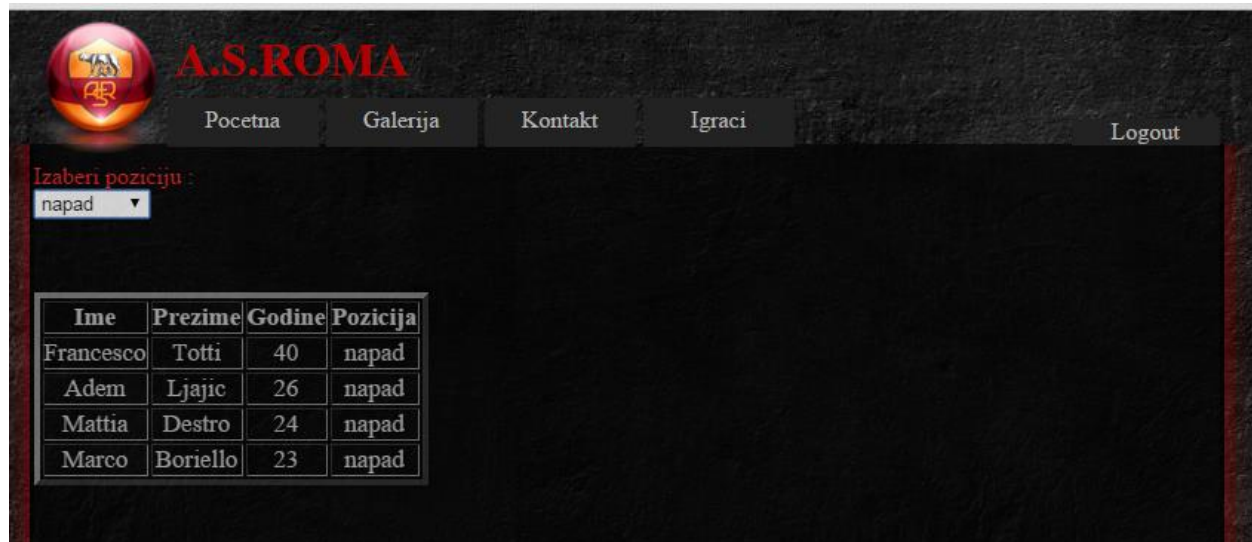 A.S.ROMA
ASR
Pocetna Galerija Kontakt Igraci Logout
Izaberi poziciju :
napad
Ime Prezime Godine Pozicija
Francesco Totti 40 napad
Adem Ljajic 26 napad
Mattia Destro 24 napad
Marco Boriello 23 napad